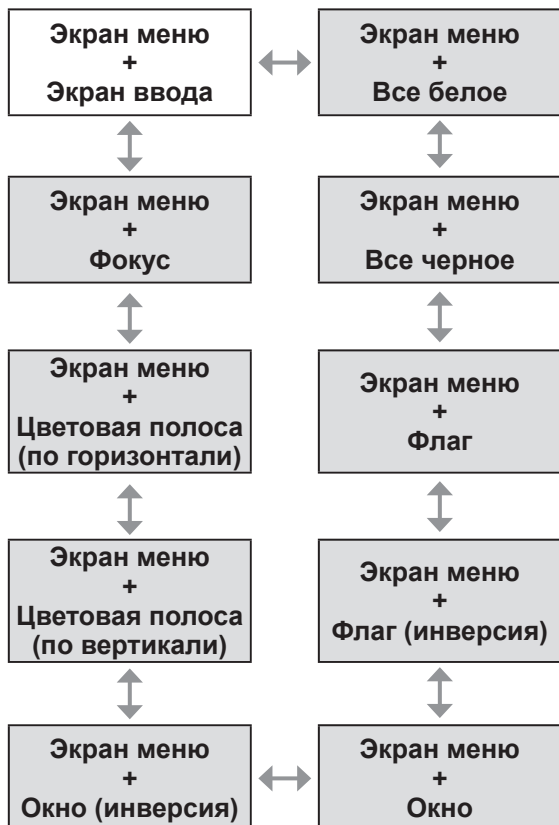 Экран меню
+
Экран ввода
Экран меню
+
Все белое
Экран меню
+
Фокус
Экран меню
+
Все черное
Экран меню
+
Цветовая полоса
(по горизонтали)
Экран меню
+
Флаг
Экран меню
+
Цветовая полоса
(по вертикали)
Экран меню
+
Флаг (инверсия)
Экран меню
+
Окно (инверсия)
Экран меню
+
Окно